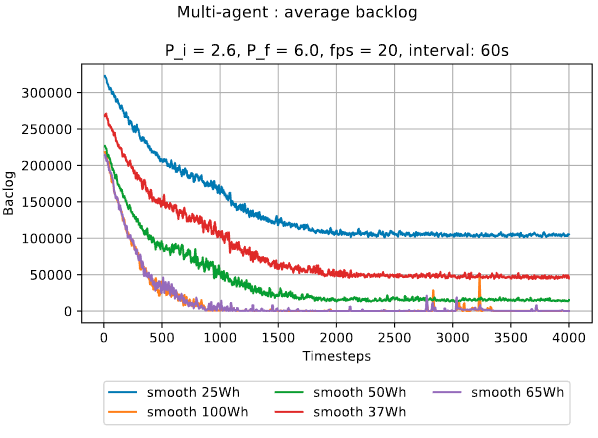 Multi-agent : average backlog
P_i = 2.6, P_f = 6.0, fps = 20, interval: 60s
300000
250000
200000
150000
100000
50000
0
Backlog
0 500 1000 1500 2000 2500 3000 3500 4000
Timesteps
smooth 25Wh smooth 50Wh smooth 65Wh
smooth 100Wh smooth 37Wh